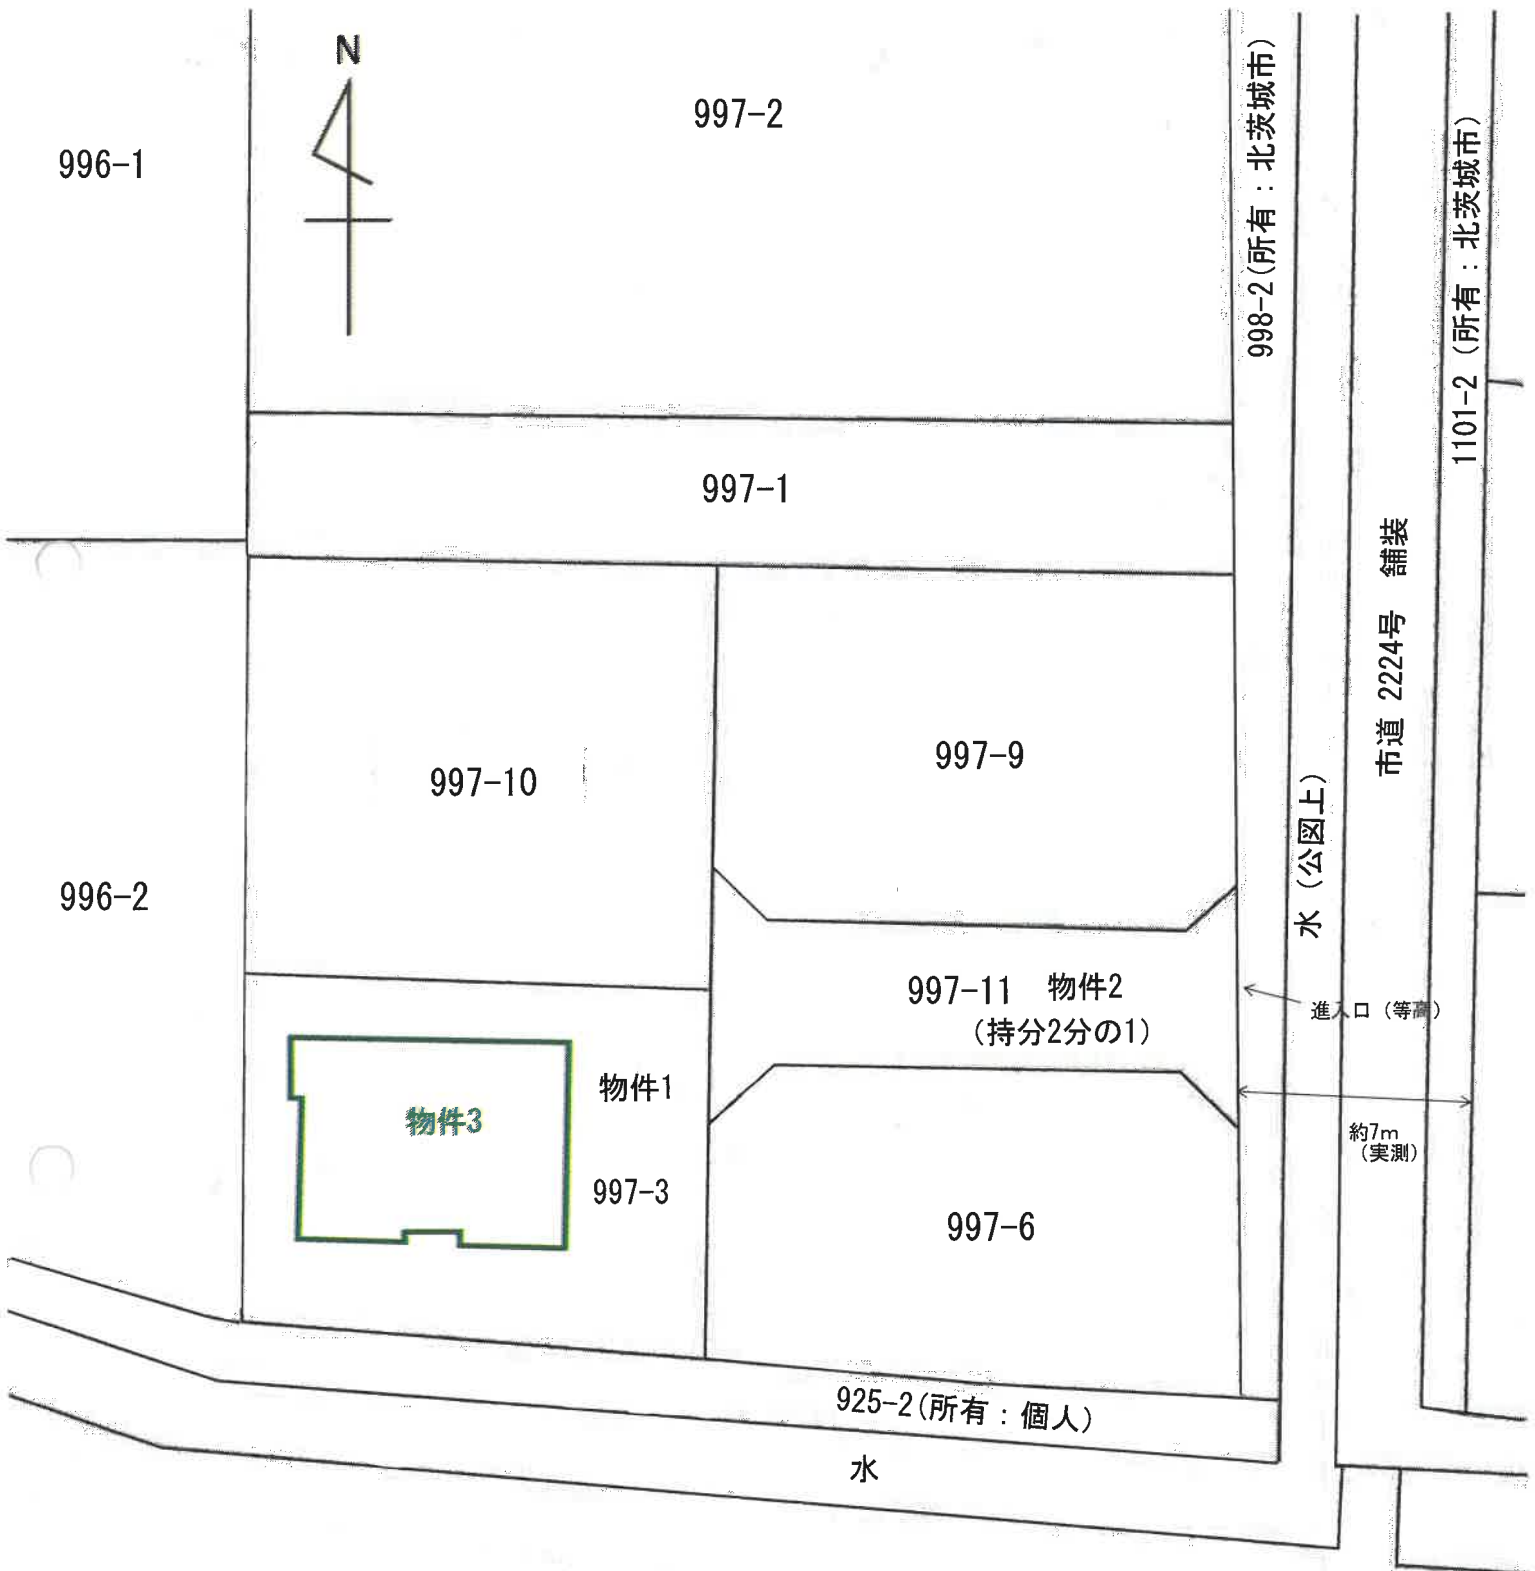 N
997-2
996-1
998-2(所有：北茨城市)
1101-2 (所有：北茨城市)
997-1
市道 2224号　舗装
997-10
997-9
水 (公図上)
996-2
997-11　物件2
(持分2分の1)
進入口 (等高)
物件1
物件3
997-3
約7m
(実測)
997-6
925-2(所有：個人)
水